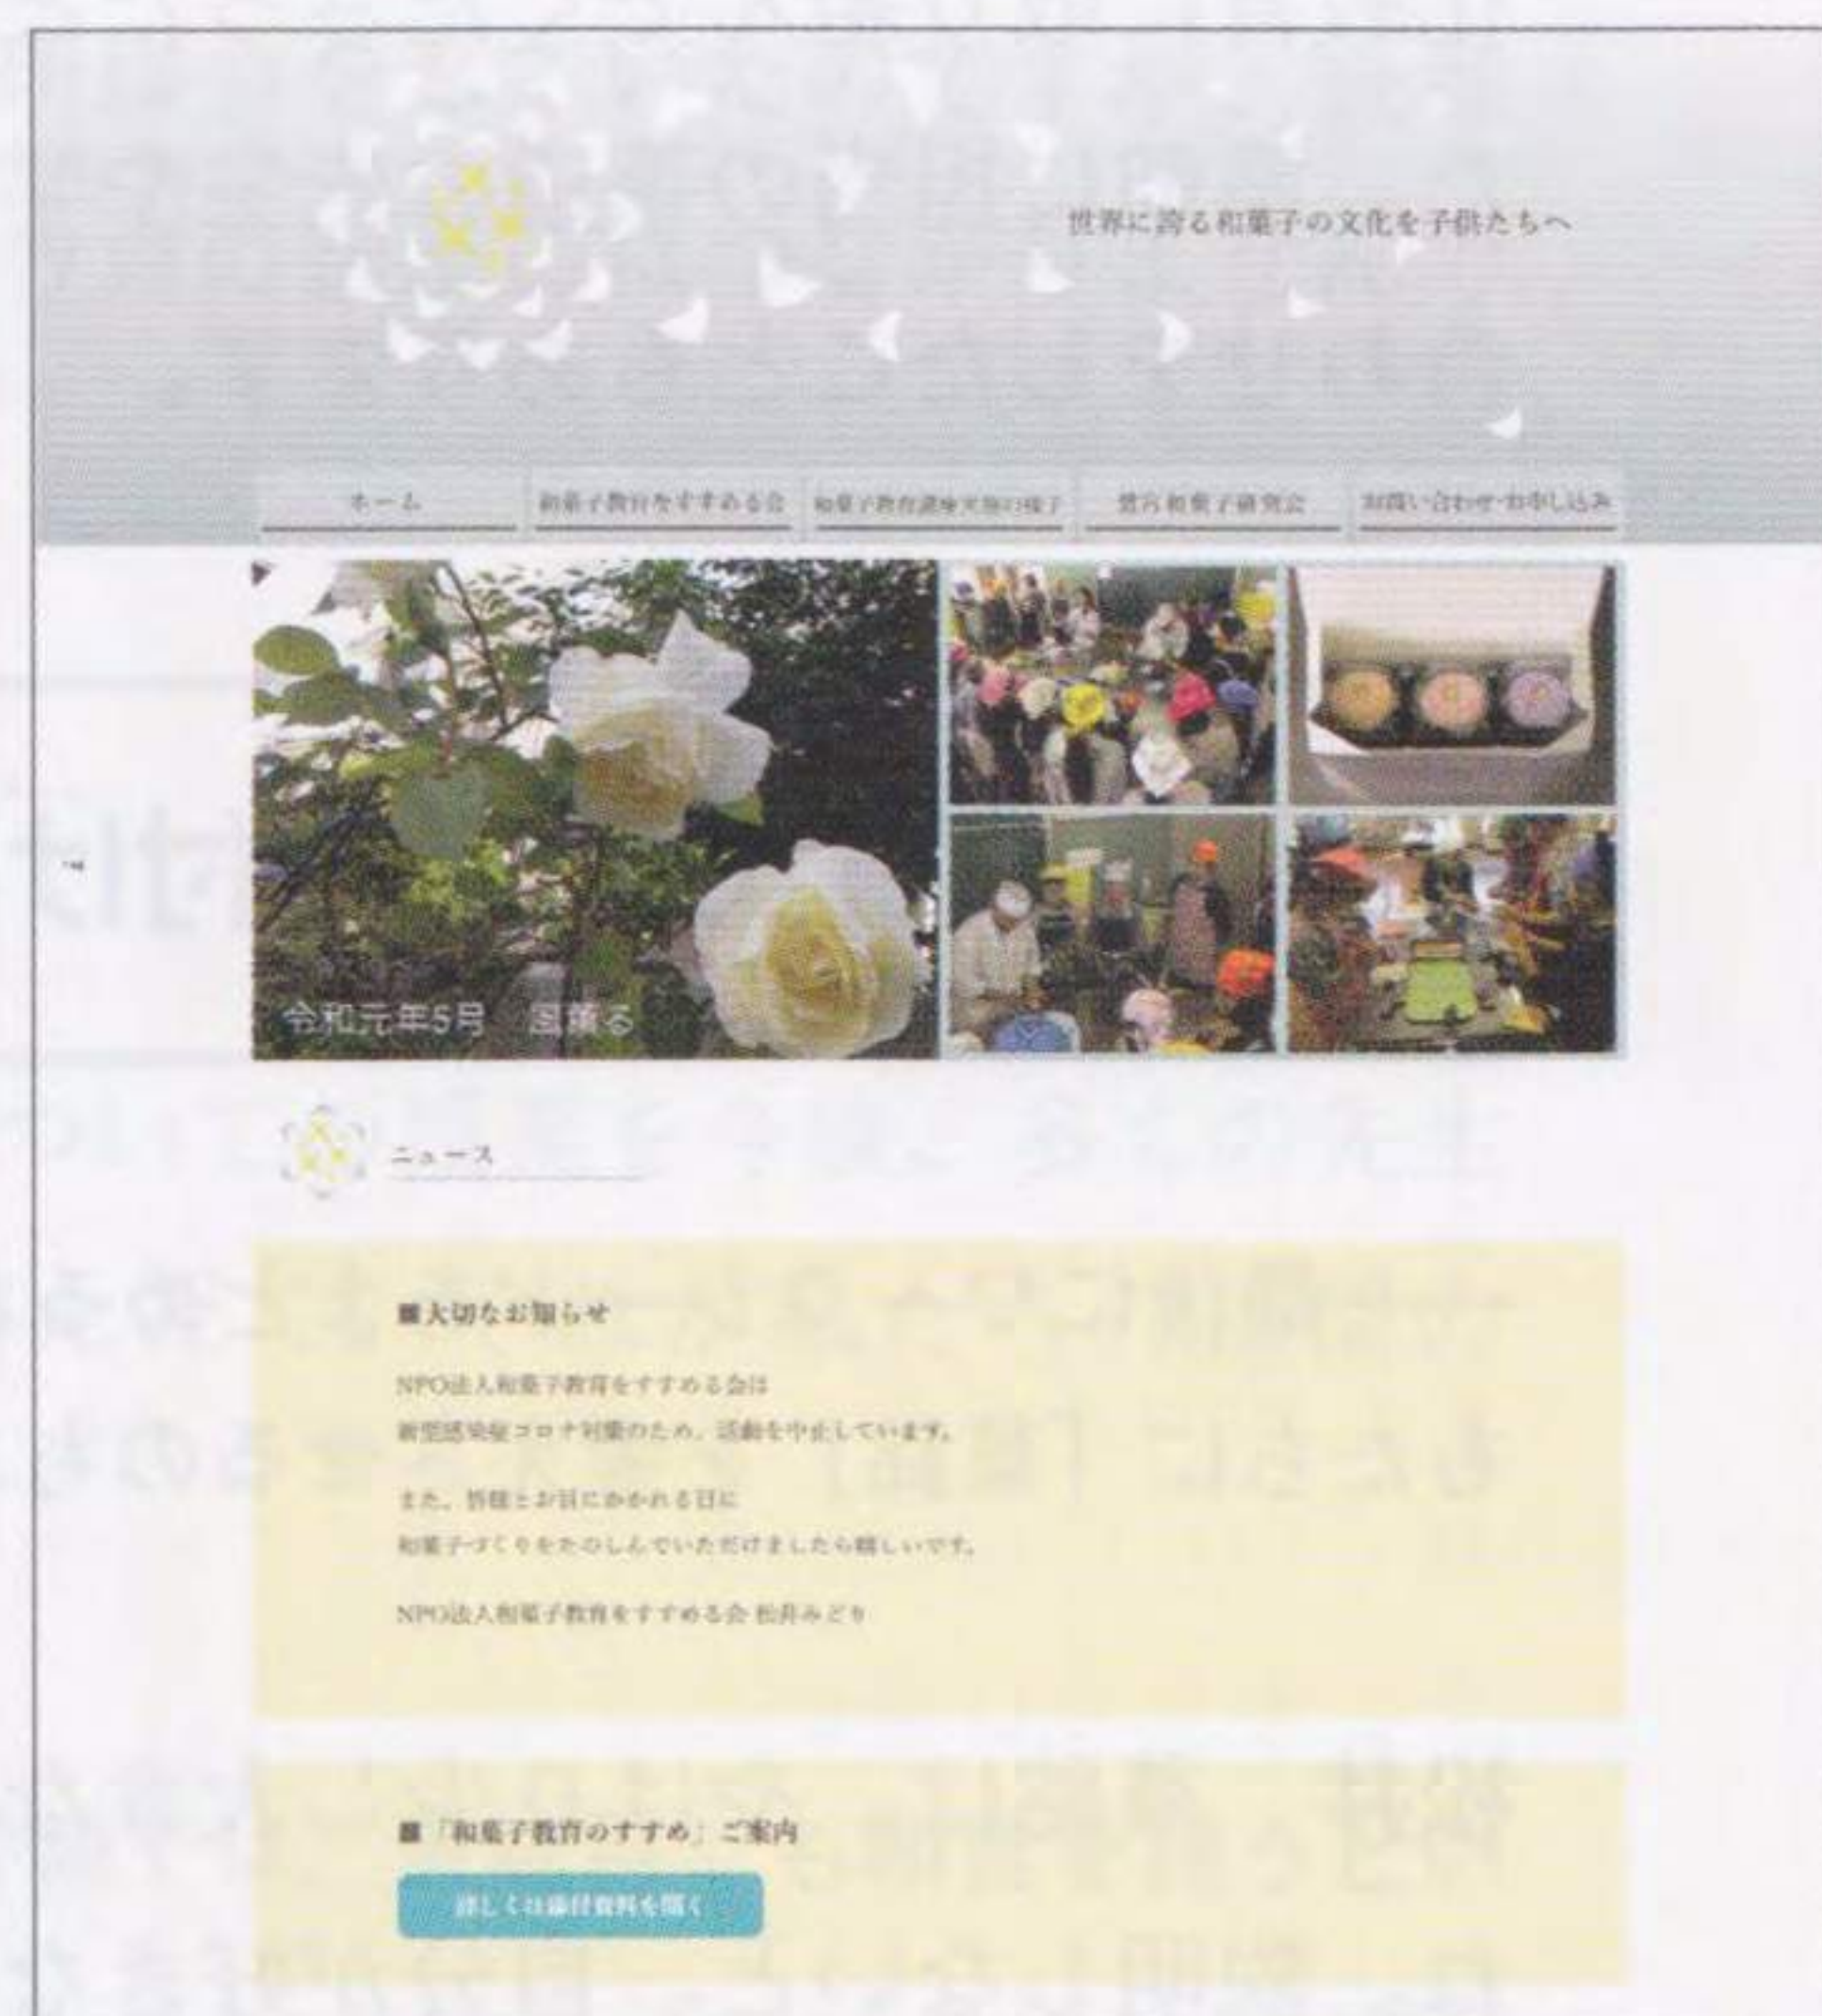 世界に誇る和菓子の文化を子供たちへ
ホーム
和菓子教育をすすめる会
和菓子教育講座実施の様子
和菓子研究会
お問い合わせ・お申し込み
令和元年5号 風薫る
ニュース
■大切なお知らせ
NPO法人和菓子教育をすすめる会は
新型感染症コロナ対策のため、活動を中止しています。
また、皆様とお目にかかれる日に
和菓子づくりをたのしんでいただけましたら嬉しいです。
NPO法人和菓子教育をすすめる会 松井みどり
■「和菓子教育のすすめ」ご案内
詳しくは添付資料を開く